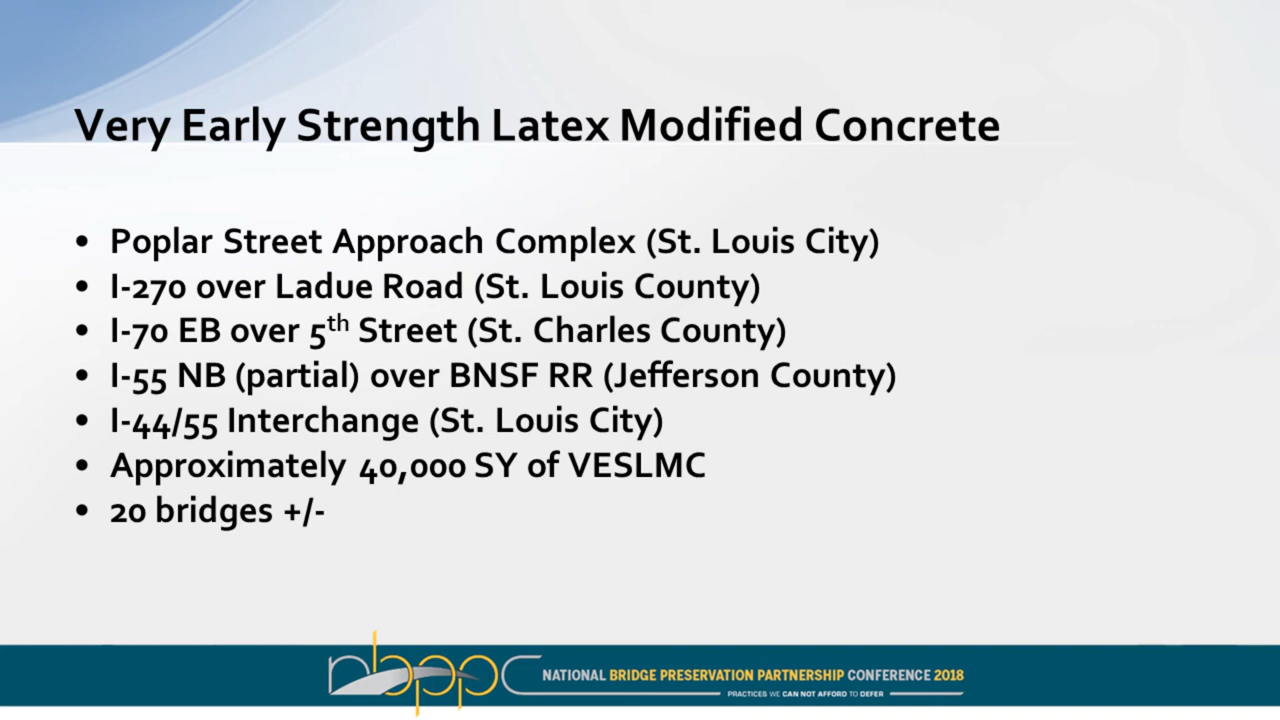 Very Early Strength Latex Modified Concrete
• Poplar Street Approach Complex (St. Louis City)
• I-270 over Ladue Road (St. Louis County)
• I-70 EB over 5th Street (St. Charles County)
• I-55 NB (partial) over BNSF RR (Jefferson County)
• I-44/55 Interchange (St. Louis City)
• Approximately 40,000 SY of VESLMC
• 20 bridges +/-
nbppc NATIONAL BRIDGE PRESERVATION PARTNERSHIP CONFERENCE 2018
PRACTICES WE CAN NOT AFFORD TO DEFER